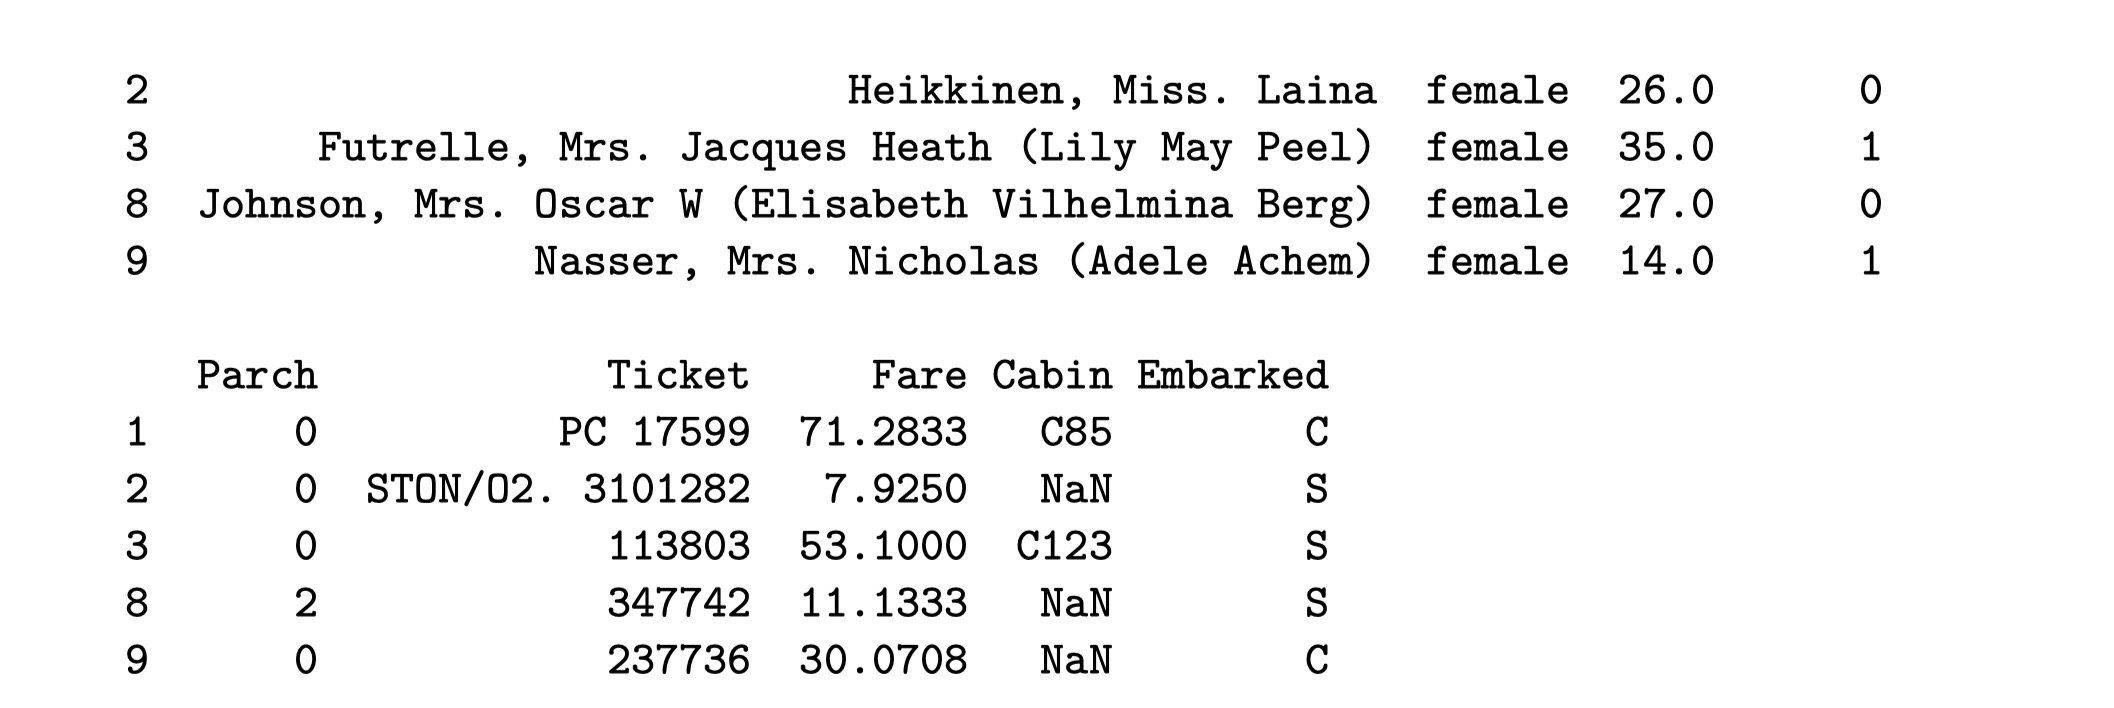 2 Heikkinen, Miss. Laina female 26.0 0
3 Futrelle, Mrs. Jacques Heath (Lily May Peel) female 35.0 1
8 Johnson, Mrs. Oscar W (Elisabeth Vilhelmina Berg) female 27.0 0
9 Nasser, Mrs. Nicholas (Adele Achem) female 14.0 1
Parch Ticket Fare Cabin Embarked
1 0 PC 17599 71.2833 C85 C
2 0 STON/O2. 3101282 7.9250 NaN S
3 0 113803 53.1000 C123 S
8 2 347742 11.1333 NaN S
9 0 237736 30.0708 NaN C